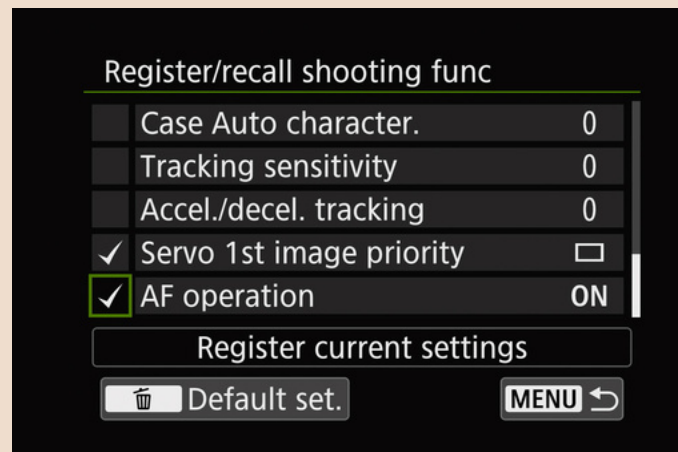 Register/recall shooting func
Case Auto character. 0
Tracking sensitivity 0
Accel./decel. tracking 0
Servo 1st image priority
AF operation ON
Register current settings
Default set. MENU